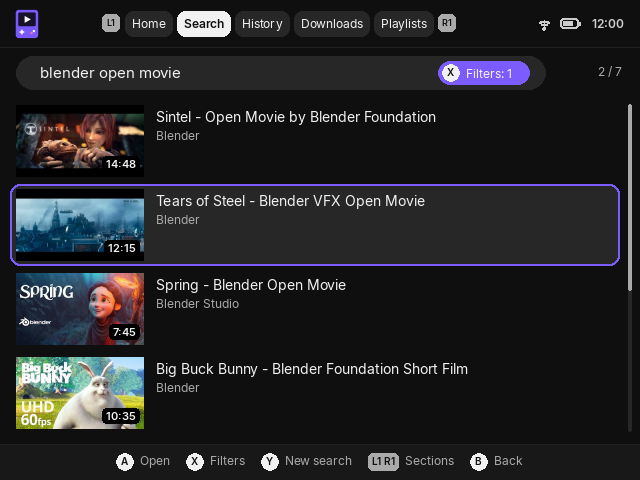 L1 Home Search History Downloads Playlists R1 12:00
blender open movie X Filters: 1 2 / 7
SINTEL
14:48
Sintel - Open Movie by Blender Foundation
Blender
12:15
Tears of Steel - Blender VFX Open Movie
Blender
SPRING
blender
7:45
Spring - Blender Open Movie
Blender Studio
Big Buck
BUNNY
UHD
60fps
10:35
Big Buck Bunny - Blender Foundation Short Film
Blender
A Open X Filters Y New search L1 R1 Sections B Back